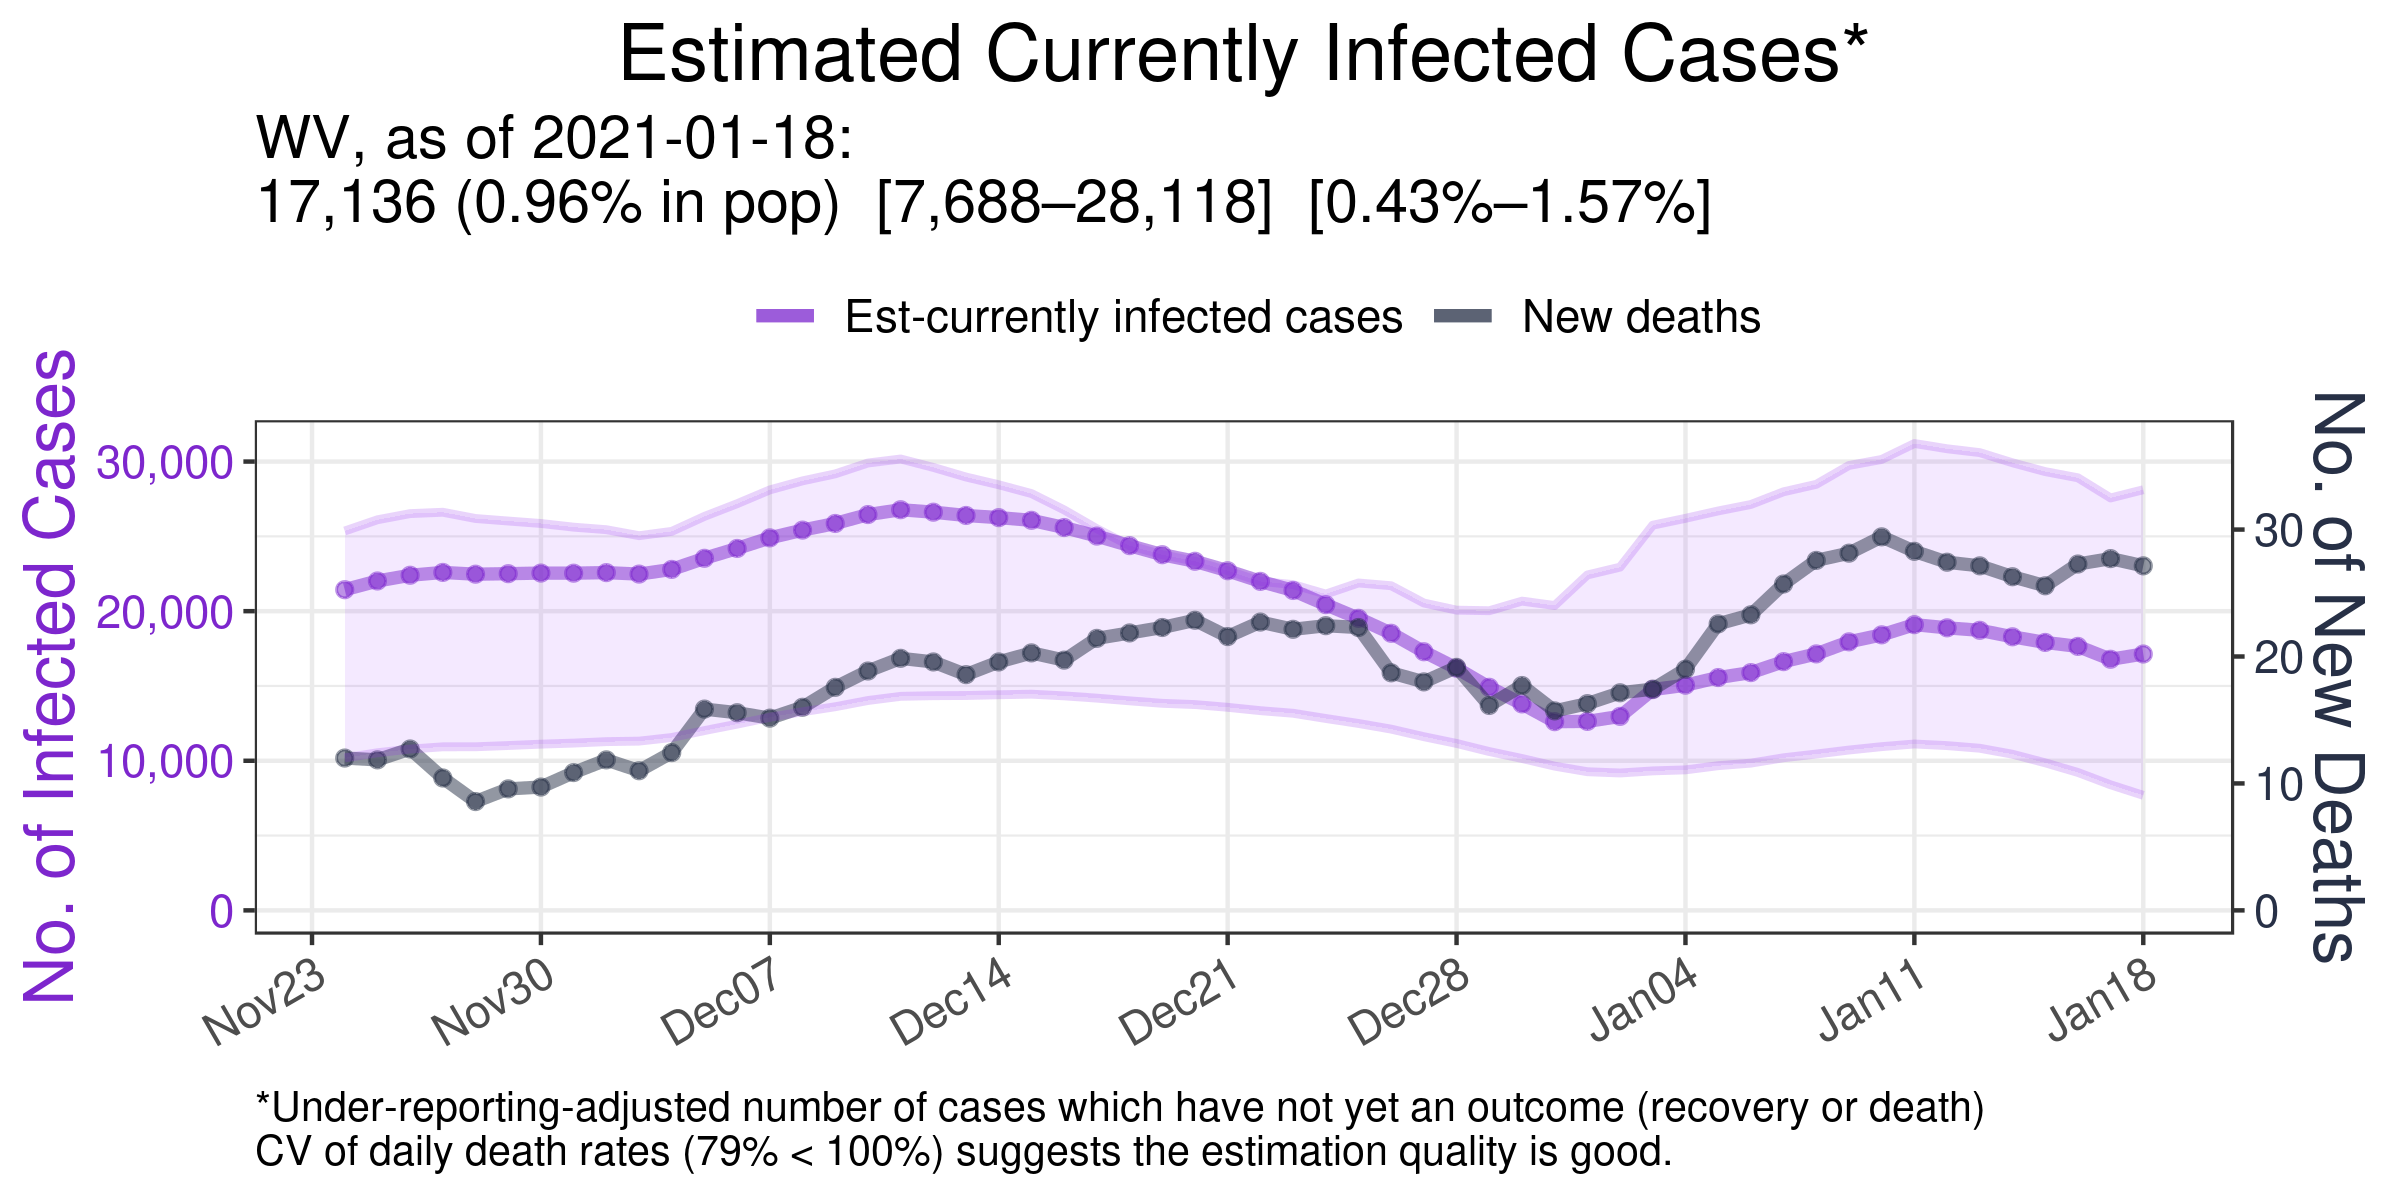 Estimated Currently Infected Cases*
WV, as of 2021-01-18:
17,136 (0.96% in pop)  [7,688–28,118]  [0.43%–1.57%]
Est-currently infected cases
New deaths
No. of Infected Cases
30,000
20,000
10,000
0
No. of New Deaths
30
20
10
0
Nov23
Nov30
Dec07
Dec14
Dec21
Dec28
Jan04
Jan11
Jan18
*Under-reporting-adjusted number of cases which have not yet an outcome (recovery or death)
CV of daily death rates (79% < 100%) suggests the estimation quality is good.